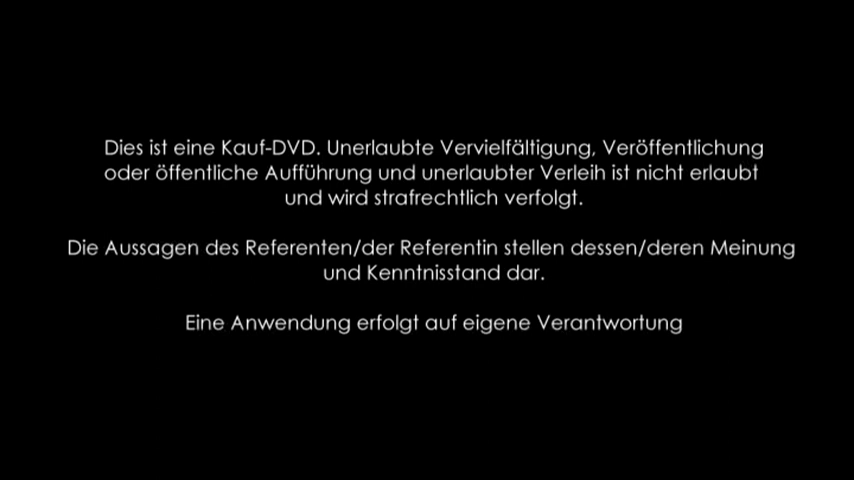 Dies ist eine Kauf-DVD. Unerlaubte Vervielfältigung, Veröffentlichung
oder öffentliche Aufführung und unerlaubter Verleih ist nicht erlaubt
und wird strafrechtlich verfolgt.
Die Aussagen des Referenten/der Referentin stellen dessen/deren Meinung
und Kenntnisstand dar.
Eine Anwendung erfolgt auf eigene Verantwortung